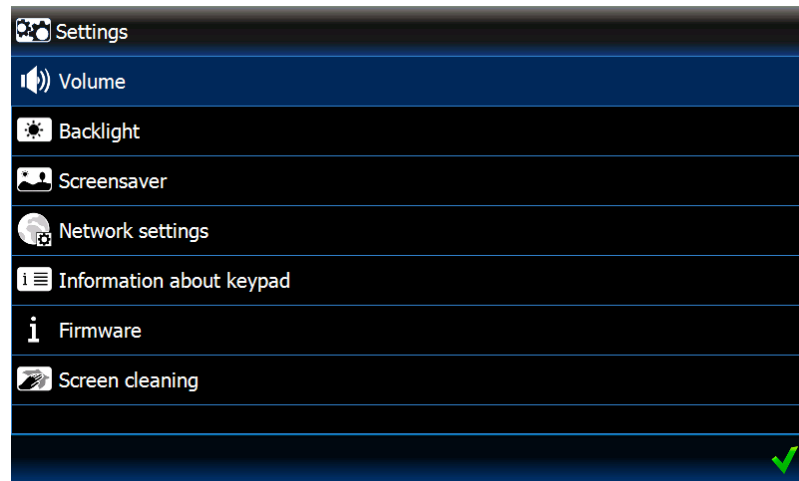 Settings
Volume
Backlight
Screensaver
Network settings
Information about keypad
Firmware
Screen cleaning